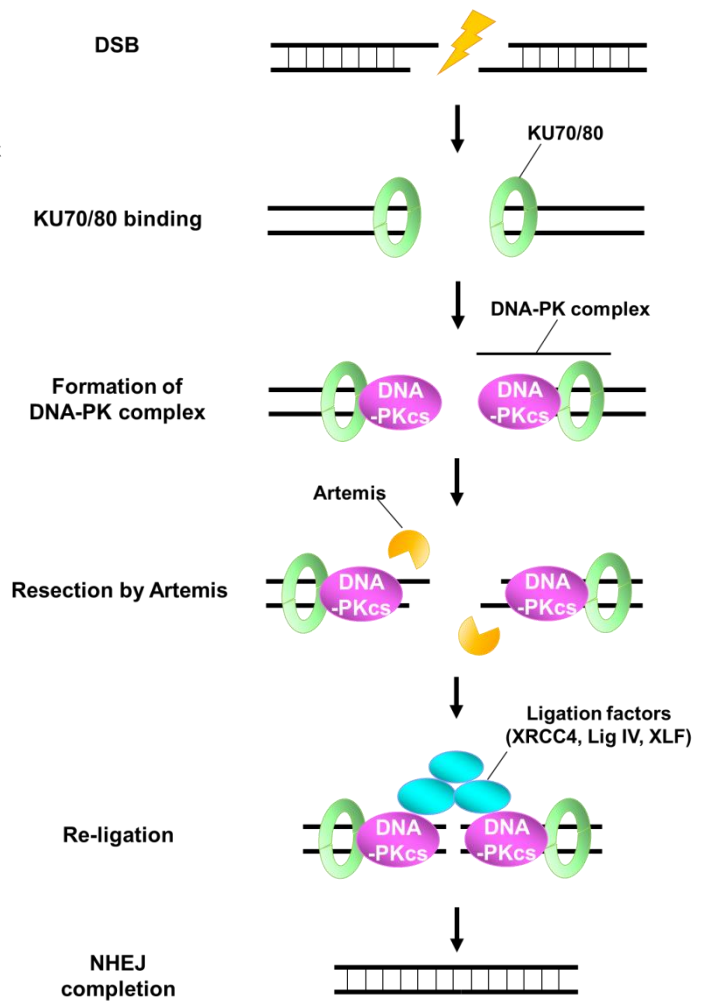 DSB
KU70/80
KU70/80 binding
DNA-PK complex
Formation of
DNA-PK complex
DNA
-PKcs
DNA
-PKcs
Artemis
Resection by Artemis
DNA
-PKcs
DNA
-PKcs
Ligation factors
(XRCC4, Lig IV, XLF)
Re-ligation
DNA
-PKcs
DNA
-PKcs
NHEJ
completion